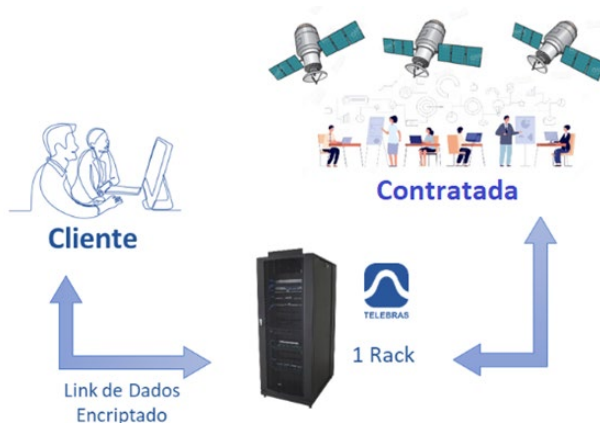 Contratada
Cliente
TELEBRAS
1 Rack
Link de Dados
Encriptado